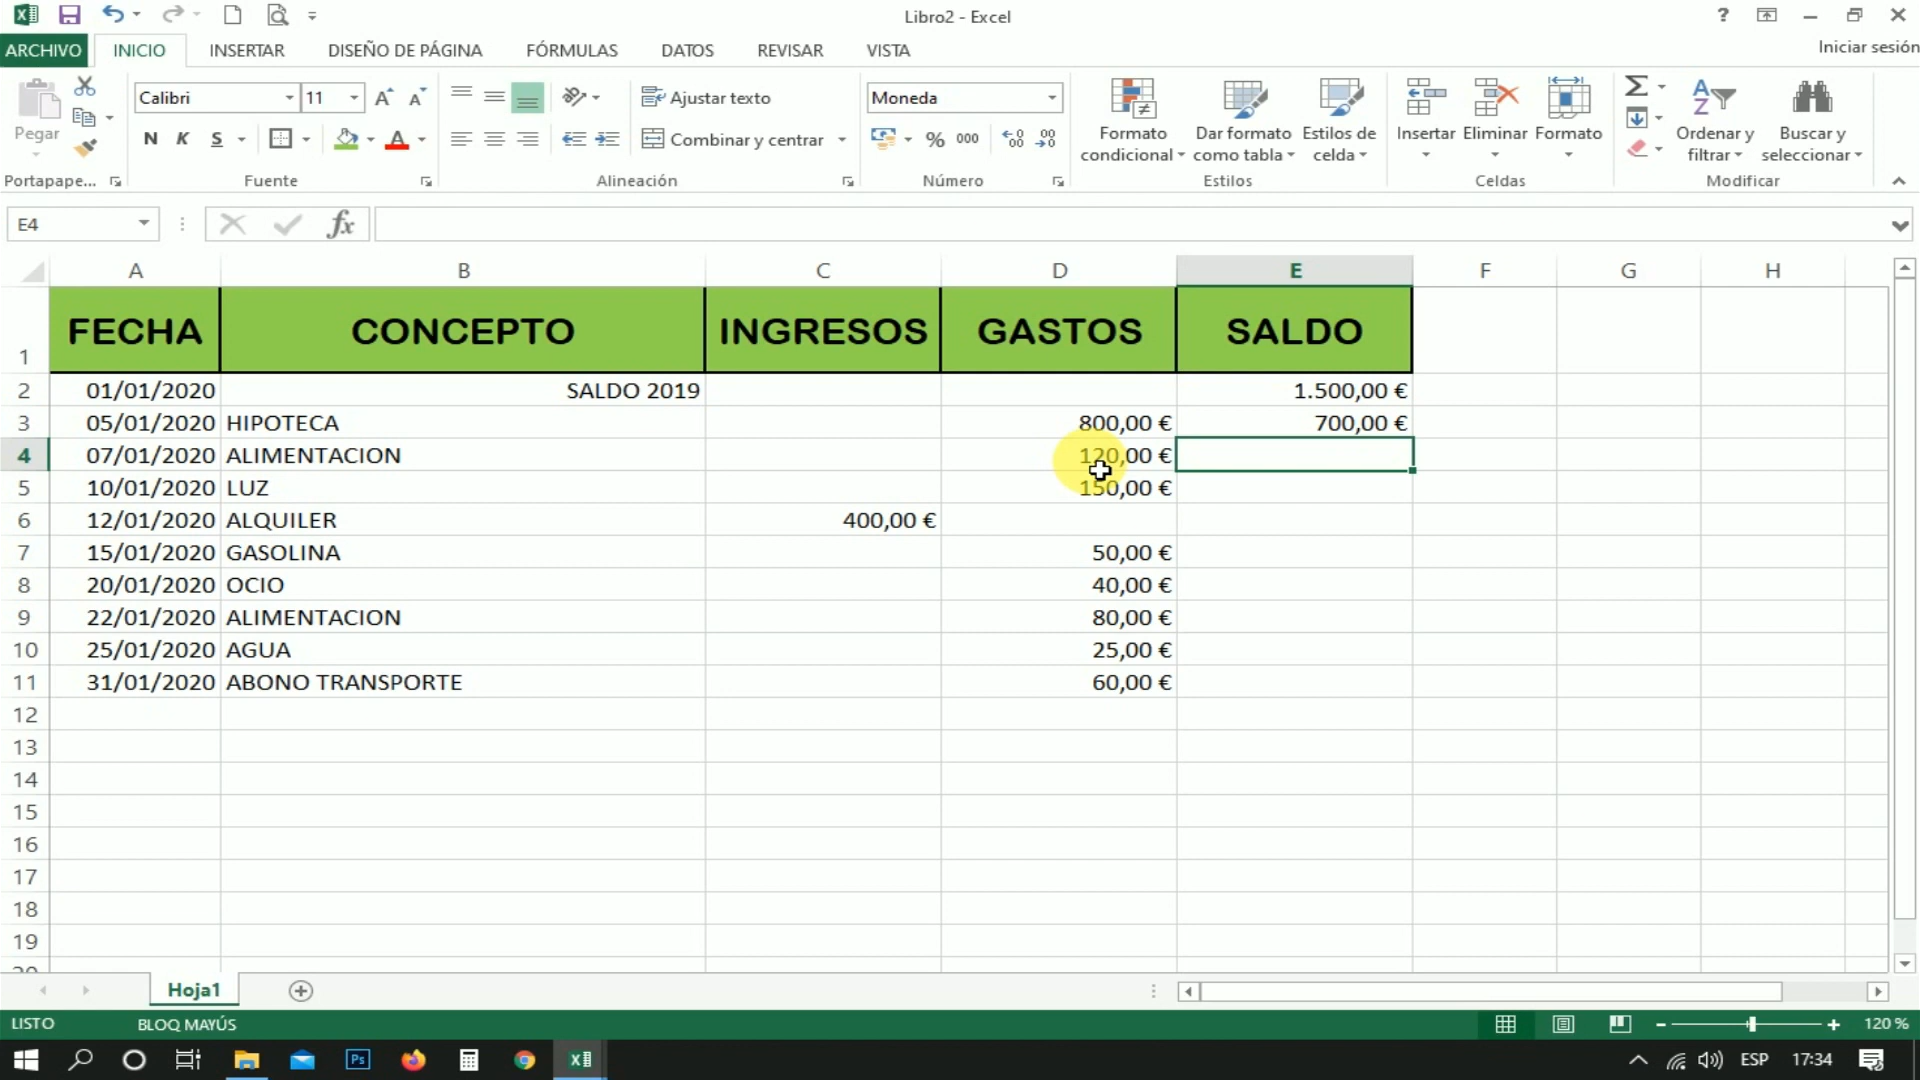 Libro2 - Excel
?
ARCHIVO INICIO INSERTAR DISEÑO DE PÁGINA FÓRMULAS DATOS REVISAR VISTA Iniciar sesión
Pegar
Calibri 11
N K S
Ajustar texto
Combinar y centrar
Moneda
% 000
Formato condicional
Dar formato como tabla
Estilos de celda
Insertar Eliminar Formato
Ordenar y filtrar
Buscar y seleccionar
Portapape... Fuente Alineación Número Estilos Celdas Modificar
E4 fx
A B C D E F G H
1 FECHA CONCEPTO INGRESOS GASTOS SALDO
2 01/01/2020 SALDO 2019 1.500,00 €
3 05/01/2020 HIPOTECA 800,00 € 700,00 €
4 07/01/2020 ALIMENTACION 120,00 €
5 10/01/2020 LUZ 150,00 €
6 12/01/2020 ALQUILER 400,00 €
7 15/01/2020 GASOLINA 50,00 €
8 20/01/2020 OCIO 40,00 €
9 22/01/2020 ALIMENTACION 80,00 €
10 25/01/2020 AGUA 25,00 €
11 31/01/2020 ABONO TRANSPORTE 60,00 €
12
13
14
15
16
17
18
19
20
Hoja1
LISTO BLOQ MAYÚS 120 %
Ps ESP 17:34